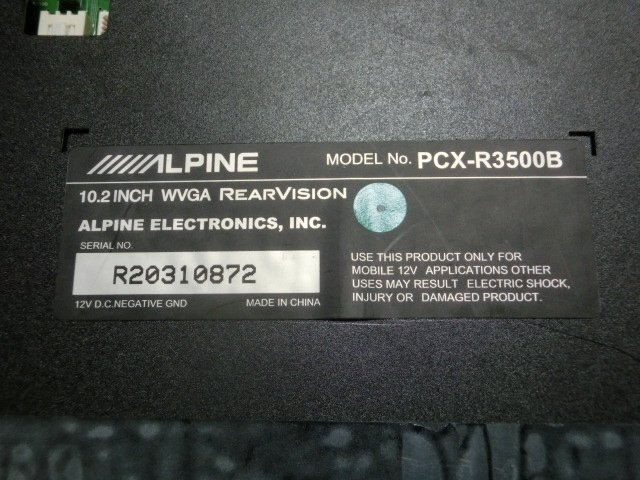 ALPINE
MODEL No. PCX-R3500B
10.2 INCH WVGA REARVISION
ALPINE ELECTRONICS, INC.
SERIAL NO.
R20310872
12V D.C.NEGATIVE GND
MADE IN CHINA
USE THIS PRODUCT ONLY FOR
MOBILE 12V APPLICATIONS OTHER
USES MAY RESULT ELECTRIC SHOCK,
INJURY OR DAMAGED PRODUCT.